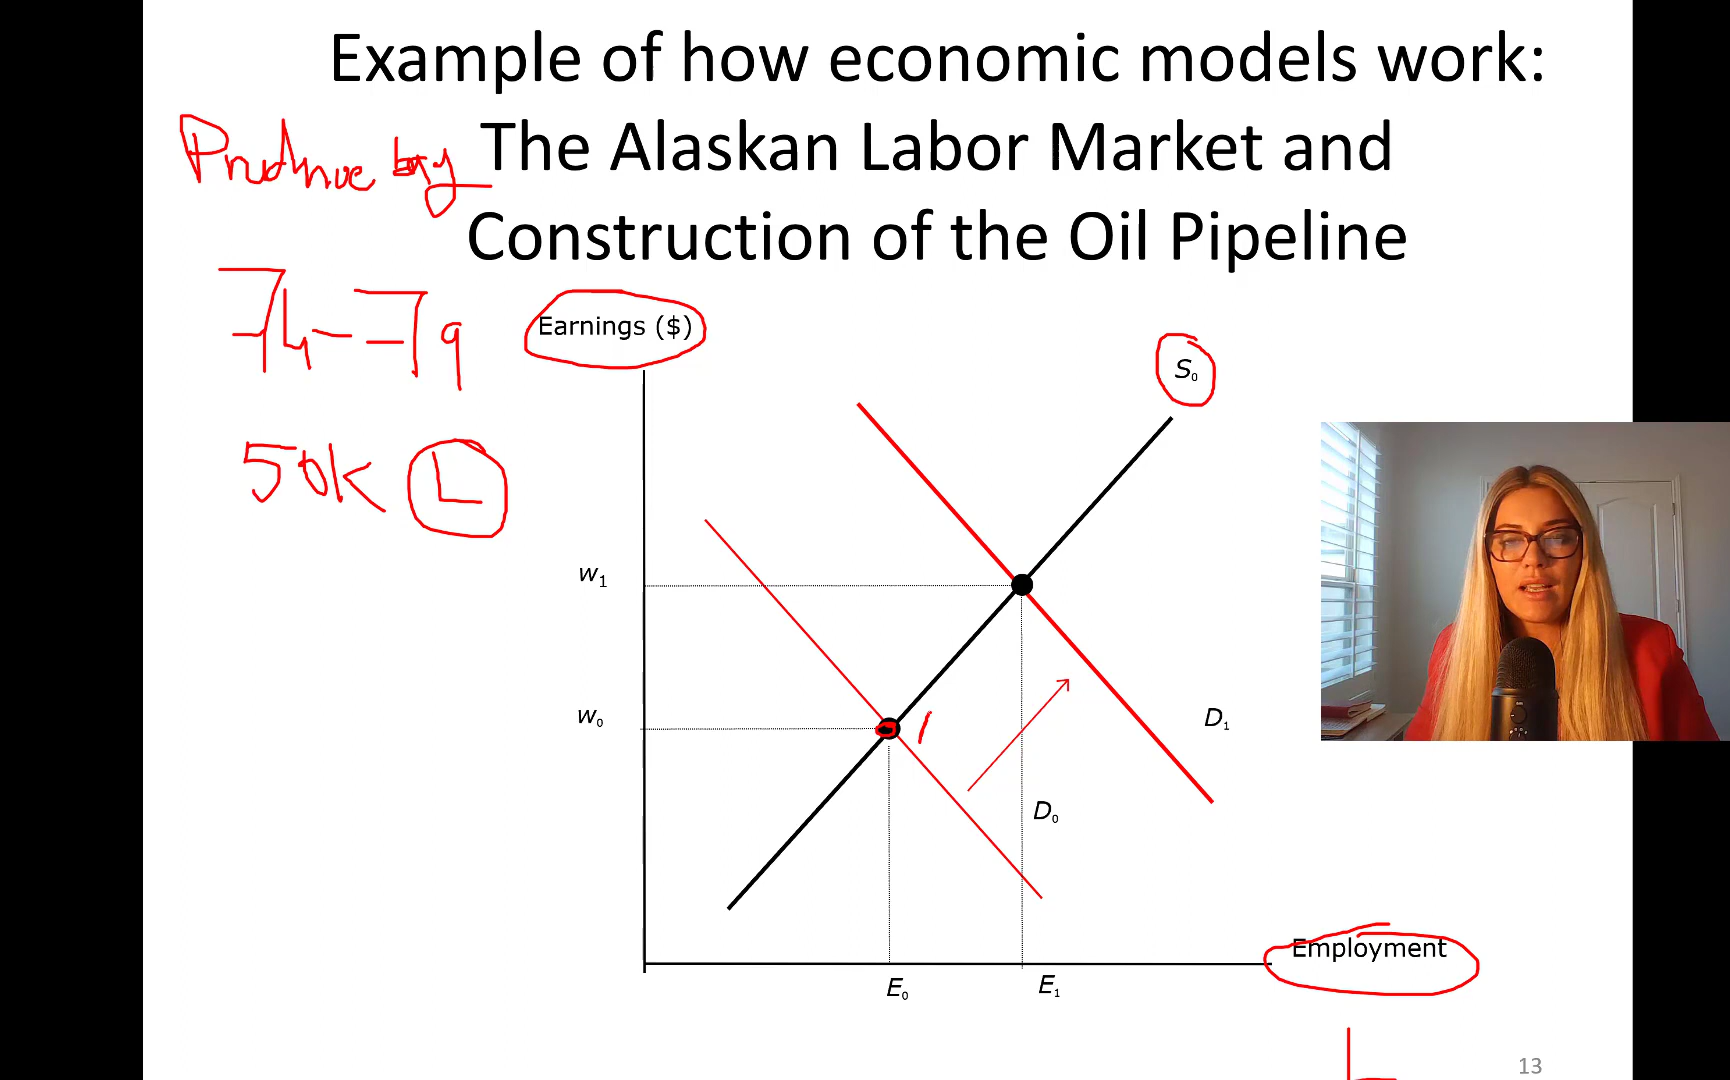 Example of how economic models work:
The Alaskan Labor Market and
Construction of the Oil Pipeline
Prudhoe bay
74-79
50k L
Earnings ($)
S₀
w₁
w₀
D₁
D₀
Employment
E₀ E₁
L
13